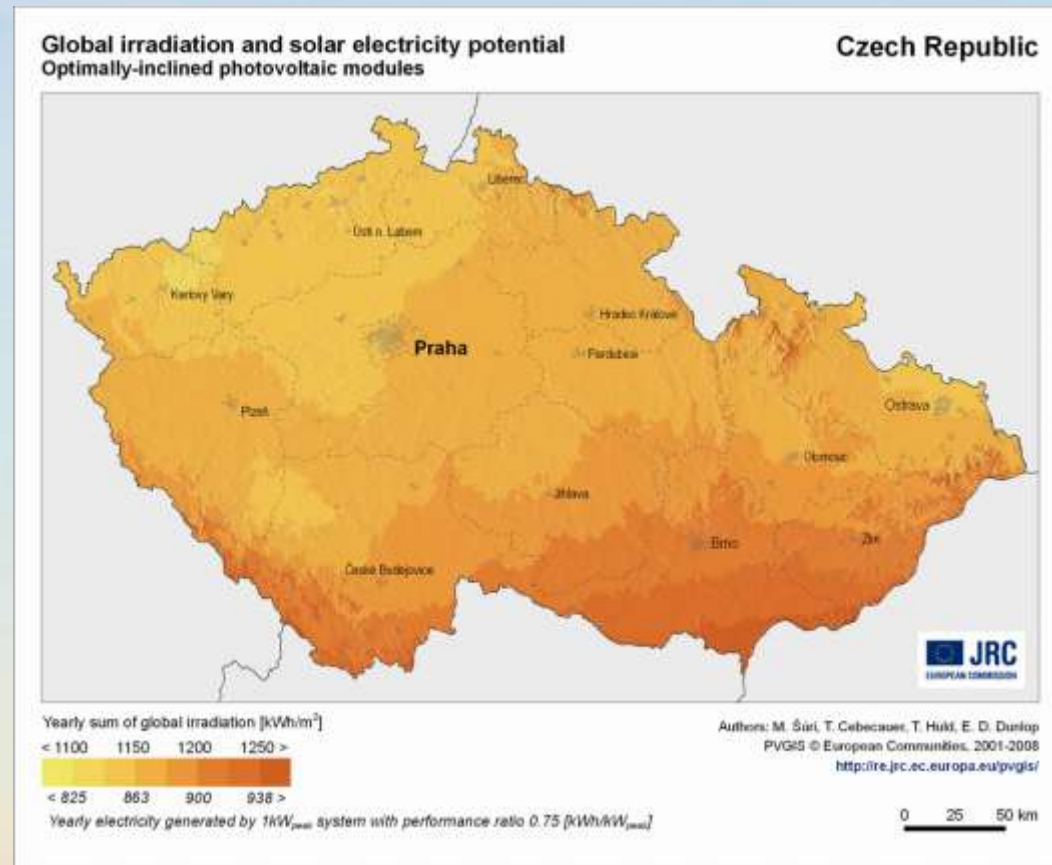 Global irradiation and solar electricity potential
Optimally-inclined photovoltaic modules
Czech Republic
Liberec
Ústí n. Labem
Karlovy Vary
Hradec Králové
Praha
Pardubice
Plzeň
Ostrava
Olomouc
Jihlava
Brno
Zlín
České Budějovice
JRC
EUROPEAN COMMISSION
Yearly sum of global irradiation [kWh/m²]
< 1100 1150 1200 1250 >
< 825 863 900 938 >
Yearly electricity generated by 1kWpeak system with performance ratio 0.75 [kWh/kWpeak]
Authors: M. Šúri, T. Cebecauer, T. Huld, E. D. Dunlop
PVGIS © European Communities, 2001-2008
http://re.jrc.ec.europa.eu/pvgis/
0 25 50 km